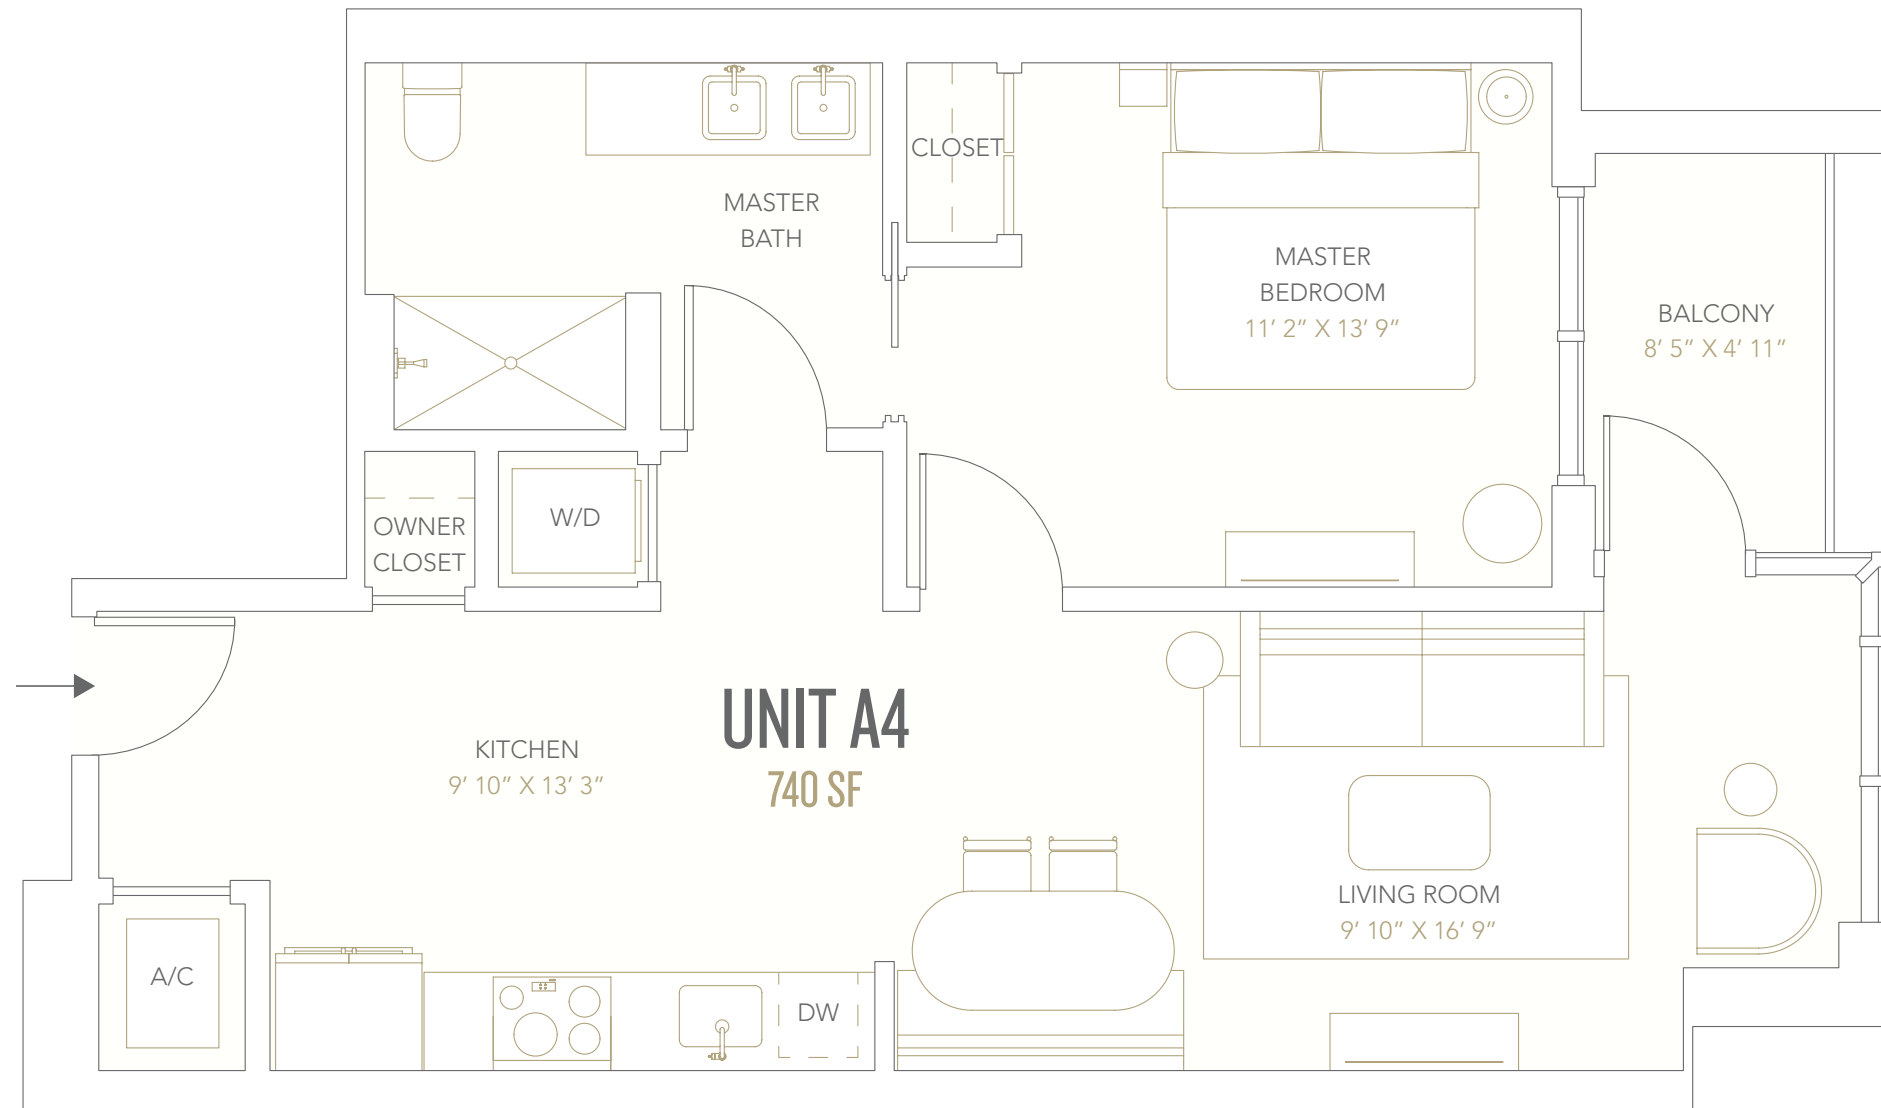 CLOSET
MASTER
BATH
MASTER
BEDROOM
11’ 2” X 13’ 9”
BALCONY
8’ 5” X 4’ 11”
OWNER
CLOSET
W/D
UNIT A4
740 SF
KITCHEN
9’ 10” X 13’ 3”
LIVING ROOM
9’ 10” X 16’ 9”
A/C
DW